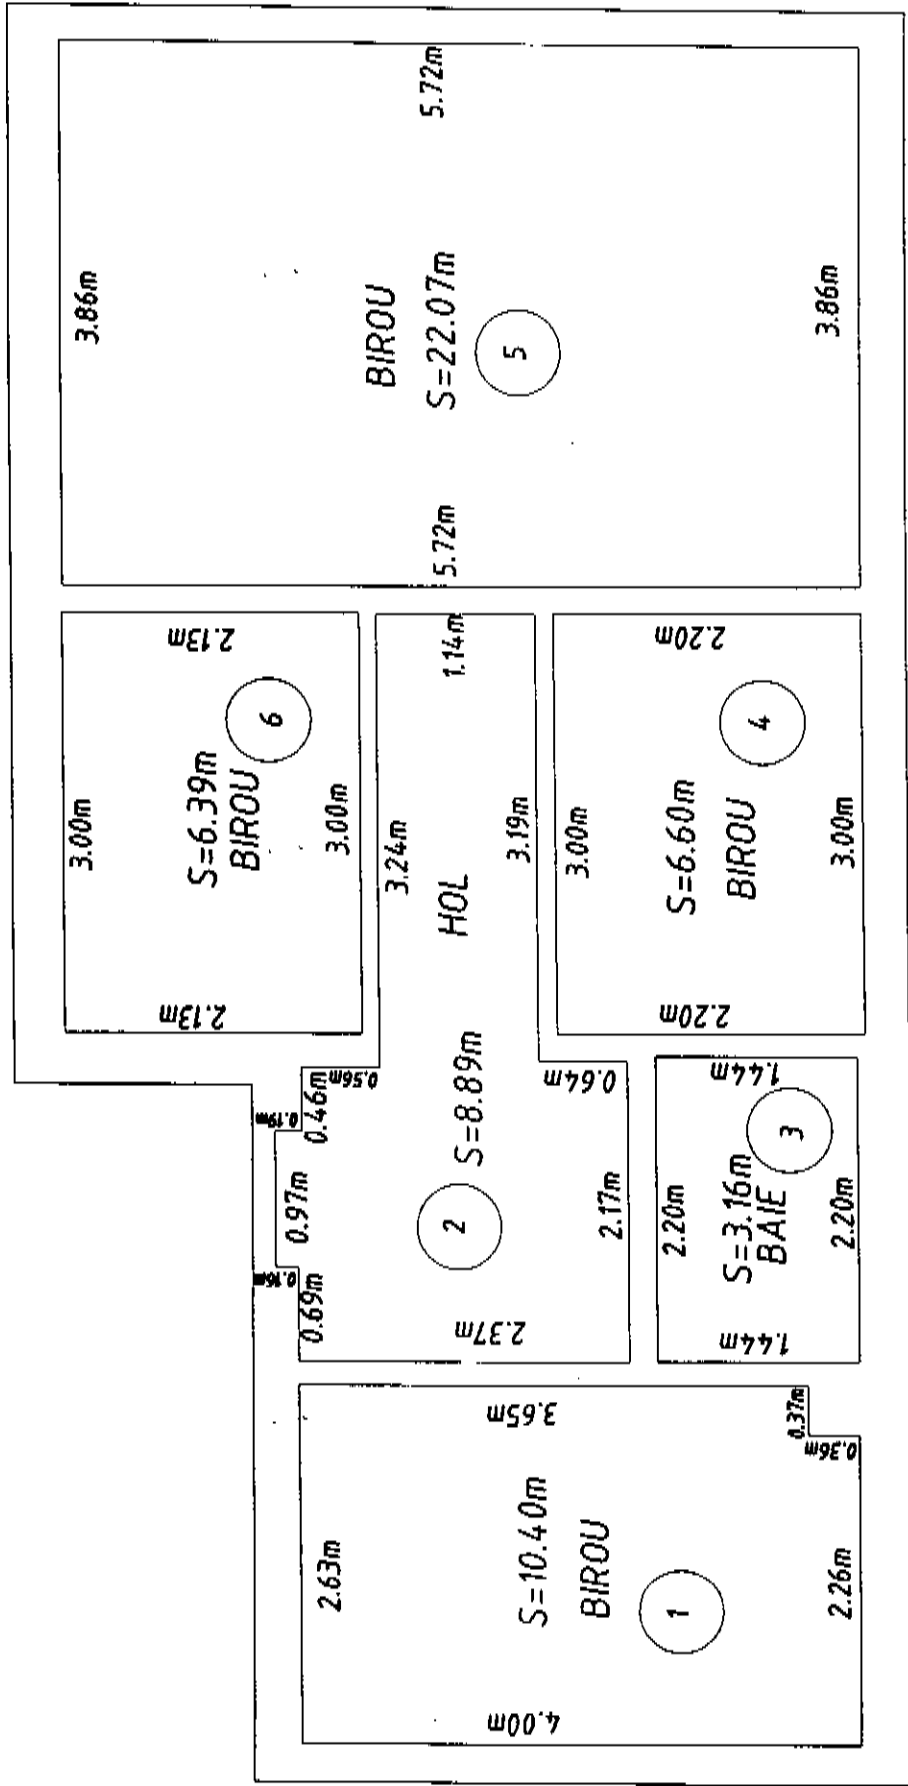 5.72m
3.86m
BIROU
S=22.07m
5
3.86m
5.72m
2.13m
6
3.00m
S=6.39m
BIROU
3.00m
2.13m
1.14m
3.24m
HOL
3.19m
2.20m
4
3.00m
S=6.60m
BIROU
3.00m
2.20m
0.56m
0.46m
0.19m
0.97m
0.16m
0.69m
S=8.89m
2
0.64m
2.17m
2.37m
1.44m
3
2.20m
S=3.16m
BAIE
2.20m
1.44m
3.65m
0.37m
0.36m
2.63m
S=10.40m
BIROU
1
2.26m
4.00m